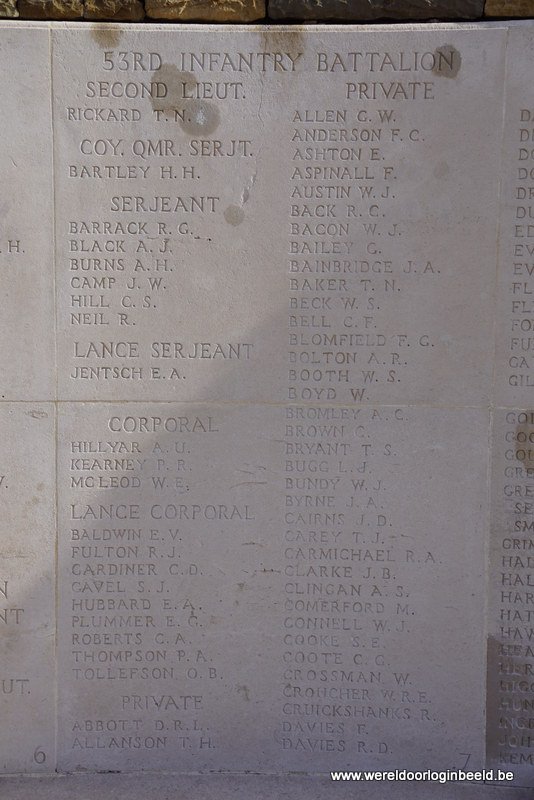 53RD INFANTRY BATTALION
SECOND LIEUT.
RICKARD T. N.
COY. QMR. SERJT.
BARTLEY H. H.
SERJEANT
BARRACK R. G.
BLACK A. J.
BURNS A. H.
CAMP J. W.
HILL C. S.
NEIL R.
LANCE SERJEANT
JENTSCH E. A.
CORPORAL
HILLYAR A. U.
KEARNEY P. R.
MCLEOD W. E.
LANCE CORPORAL
BALDWIN E. V.
FULTON R. J.
GARDINER C. D.
GAVEL S. J.
HUBBARD E. A.
PLUMMER E. G.
ROBERTS C. A.
THOMPSON P. A.
TOLLEFSON O. B.
PRIVATE
ABBOTT D. R. L.
ALLANSON T. H.
PRIVATE
ALLEN G. W.
ANDERSON F. C.
ASHTON E.
ASPINALL F.
AUSTIN W. J.
BACK R. C.
BACON W. J.
BAILEY G.
BAINBRIDGE J. A.
BAKER T. N.
BECK W. S.
BELL C. F.
BLOMFIELD F. G.
BOLTON A. R.
BOOTH W. S.
BOYD W.
BROMLEY A. C.
BROWN C.
BRYANT T. S.
BUGG L. J.
BUNDY W. J.
BYRNE J. A.
CAIRNS J. D.
CAREY T. J.
CARMICHAEL R. A.
CLARKE J. B.
CLINGAN A. S.
COMERFORD M.
CONNELL W. J.
COOKE S. E.
COOTE C. G.
CROSSMAN W.
CROUCHER W. R. E.
CRUICKSHANKS R.
DAVIES F.
DAVIES R. D.
6
7
www.wereldoorloginbeeld.be